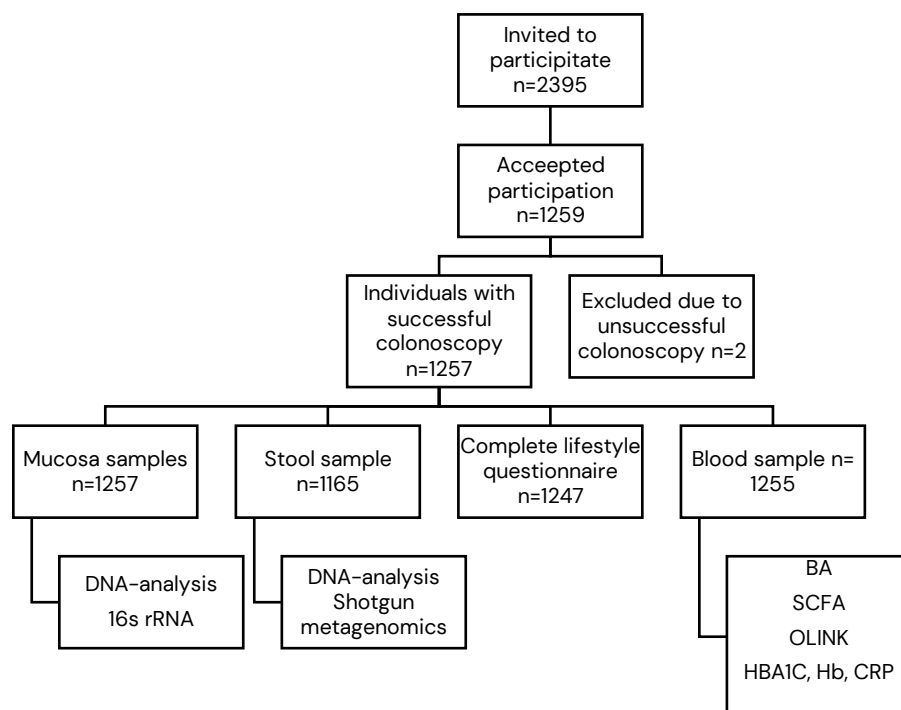 Invited to
participitate
n=2395
Acceepted
participation
n=1259
Individuals with
successful
colonoscopy
n=1257
Excluded due to
unsuccessful
colonoscopy n=2
Mucosa samples
n=1257
Stool sample
n=1165
Complete lifestyle
questionnaire
n=1247
Blood sample n=
1255
DNA-analysis
16s rRNA
DNA-analysis
Shotgun
metagenomics
BA
SCFA
OLINK
HBA1C, Hb, CRP